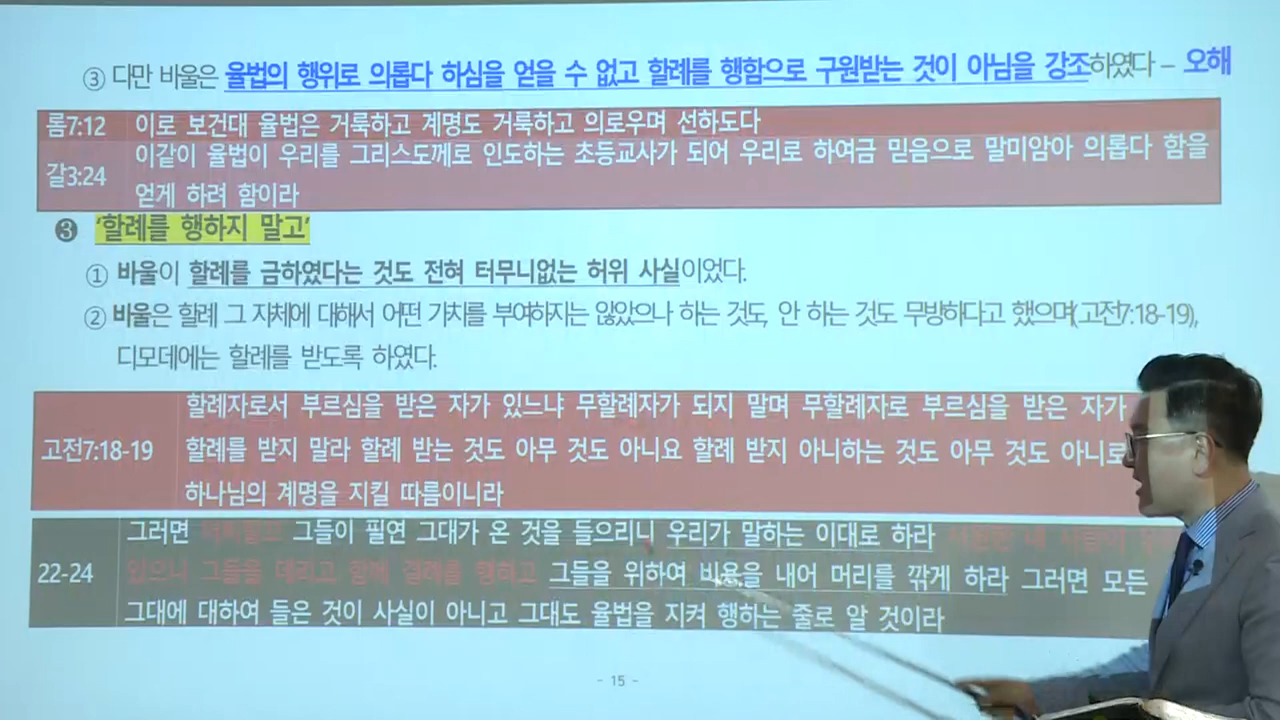 ③ 다만 바울은 율법의 행위로 의롭다 하심을 얻을 수 없고 할례를 행함으로 구원받는 것이 아님을 강조하였다 – 오해
롬7:12 이로 보건대 율법은 거룩하고 계명도 거룩하고 의로우며 선하도다
갈3:24 이같이 율법이 우리를 그리스도께로 인도하는 초등교사가 되어 우리로 하여금 믿음으로 말미암아 의롭다 함을
얻게 하려 함이라
❸ ‘할례를 행하지 말고’
① 바울이 할례를 금하였다는 것도 전혀 터무니없는 허위 사실이었다.
② 바울은 할례 그 자체에 대해서 어떤 가치를 부여하지는 않았으나 하는 것도, 안 하는 것도 무방하다고 했으며(고전7:18-19),
디모데에는 할례를 받도록 하였다.
고전7:18-19 할례자로서 부르심을 받은 자가 있느냐 무할례자가 되지 말며 무할례자로 부르심을 받은 자가
할례를 받지 말라 할례 받는 것도 아무 것도 아니요 할례 받지 아니하는 것도 아무 것도 아니로
하나님의 계명을 지킬 따름이니라
22-24 그러면 어찌할꼬 그들이 필연 그대가 온 것을 들으리니 우리가 말하는 이대로 하라 서원한 네 사람이
있으니 그들을 데리고 함께 결례를 행하고 그들을 위하여 비용을 내어 머리를 깎게 하라 그러면 모든
그대에 대하여 들은 것이 사실이 아니고 그대도 율법을 지켜 행하는 줄로 알 것이라
- 15 -